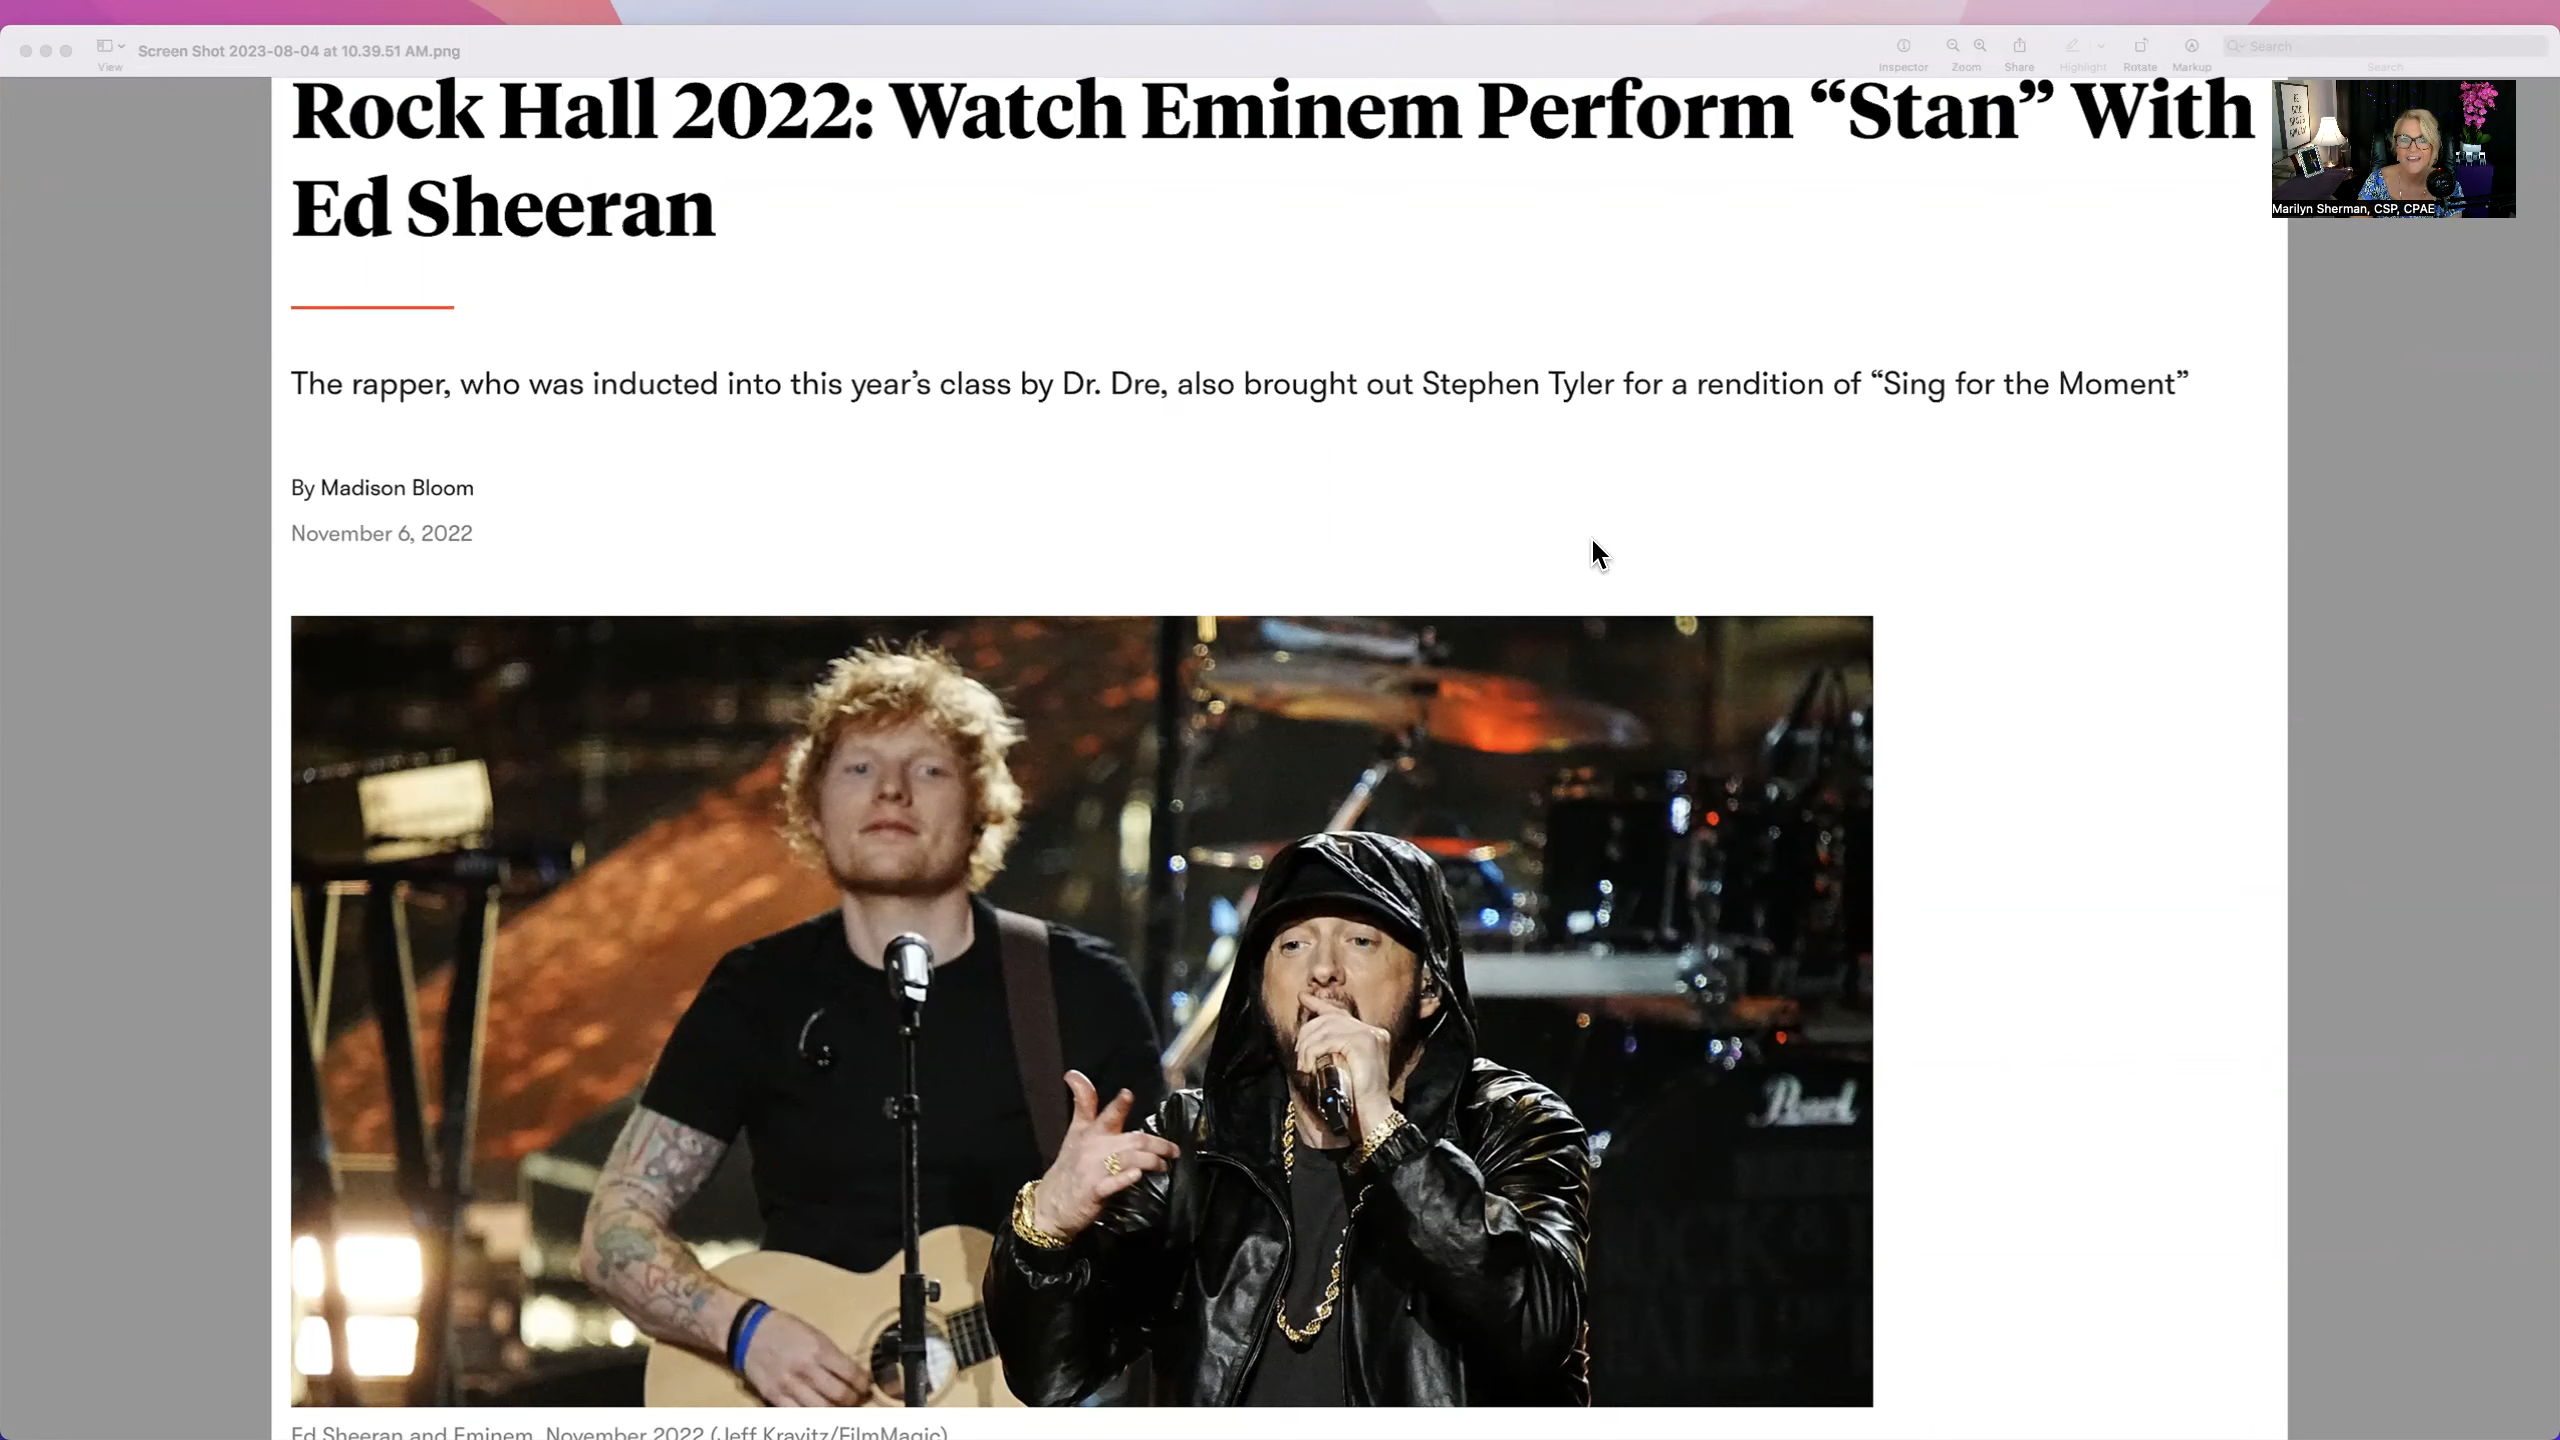 Screen Shot 2023-08-04 at 10.39.51 AM.png
View
Inspector
Zoom
Share
Highlight
Rotate
Markup
Search
Search
Rock Hall 2022: Watch Eminem Perform “Stan” With
Ed Sheeran
Marilyn Sherman, CSP, CPAE
The rapper, who was inducted into this year’s class by Dr. Dre, also brought out Stephen Tyler for a rendition of “Sing for the Moment”
By Madison Bloom
November 6, 2022
Pearl
Ed Sheeran and Eminem, November 2022 (Jeff Kravitz/FilmMagic)